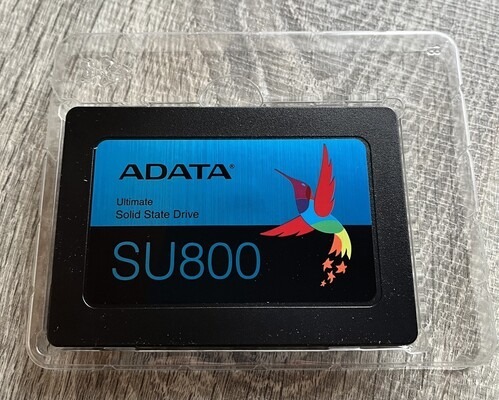 ADATA®
Ultimate
Solid State Drive
SU800